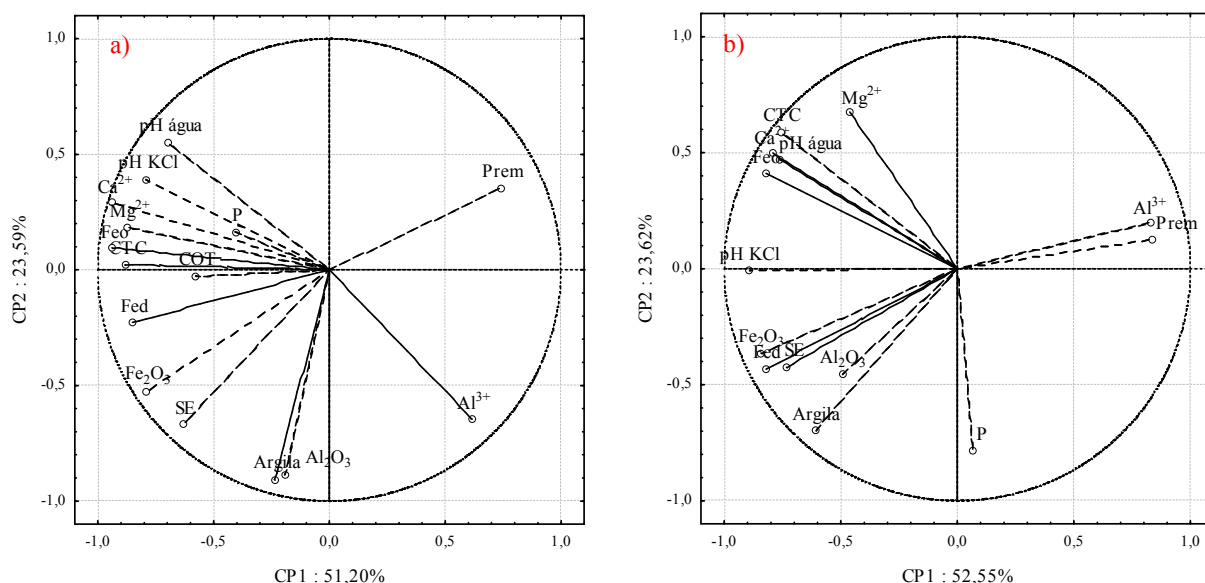 a)
1,0
0,5
0,0
-0,5
-1,0
CP2 : 23,59%
pH água
pH KCl
Ca²⁺
Mg²⁺
Feo
CTC
P
COT
Prem
Fed
Fe₂O₃
SE
Argila
Al₂O₃
Al³⁺
-1,0 -0,5 0,0 0,5 1,0
CP1 : 51,20%
b)
1,0
0,5
0,0
-0,5
-1,0
CP2 : 23,62%
Mg²⁺
CTC
pH água
pH KCl
Al³⁺
Prem
Fe₂O₃
Fed
SE
Al₂O₃
Argila
P
-1,0 -0,5 0,0 0,5 1,0
CP1 : 52,55%